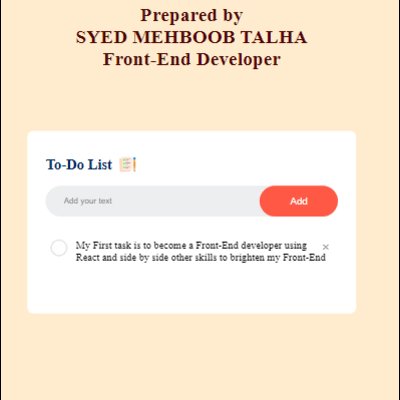 Prepared by
SYED MEHBOOB TALHA
Front-End Developer
To-Do List
Add your text
Add
My First task is to become a Front-End developer using
React and side by side other skills to brighten my Front-End